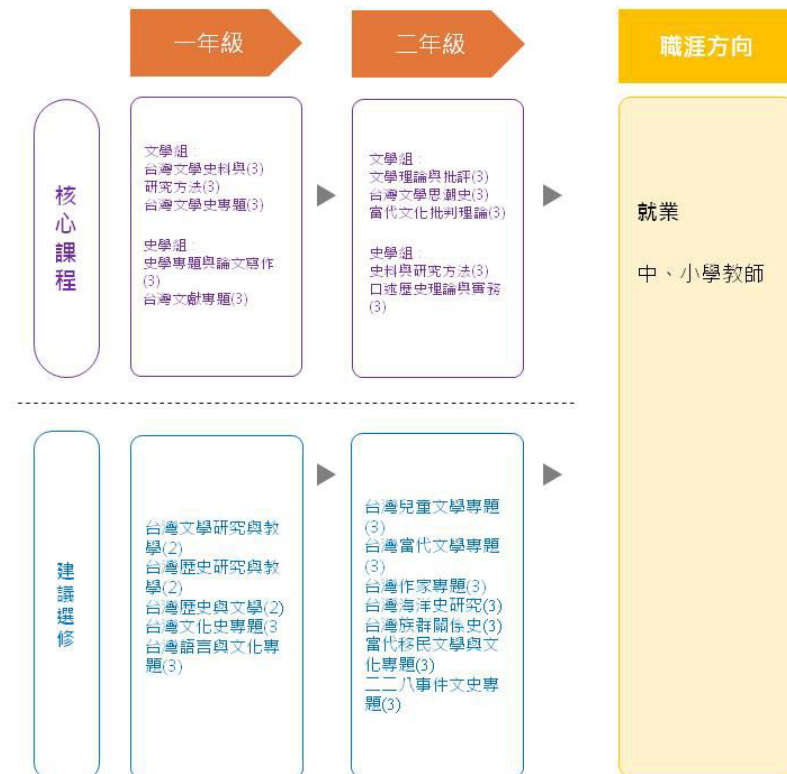 一年級
二年級
職涯方向
核心課程
文學組:
台灣文學史料與(3)
研究方法(3)
台灣文學史專題(3)
史學組:
史學專題與論文寫作
(3)
台灣文獻專題(3)
文學組:
文學理論與批評(3)
台灣文學思潮史(3)
當代文化批判理論(3)
史學組:
史料與研究方法(3)
口述歷史理論與實務
(3)
就業
中、小學教師
建議選修
台灣文學研究與教
學(2)
台灣歷史研究與教
學(2)
台灣歷史與文學(2)
台灣文化史專題(3
台灣語言與文化專
題(3)
台灣兒童文學專題
(3)
台灣當代文學專題
(3)
台灣作家專題(3)
台灣海洋史研究(3)
台灣族群關係史(3)
當代移民文學與文
化專題(3)
二二八事件文史專
題(3)